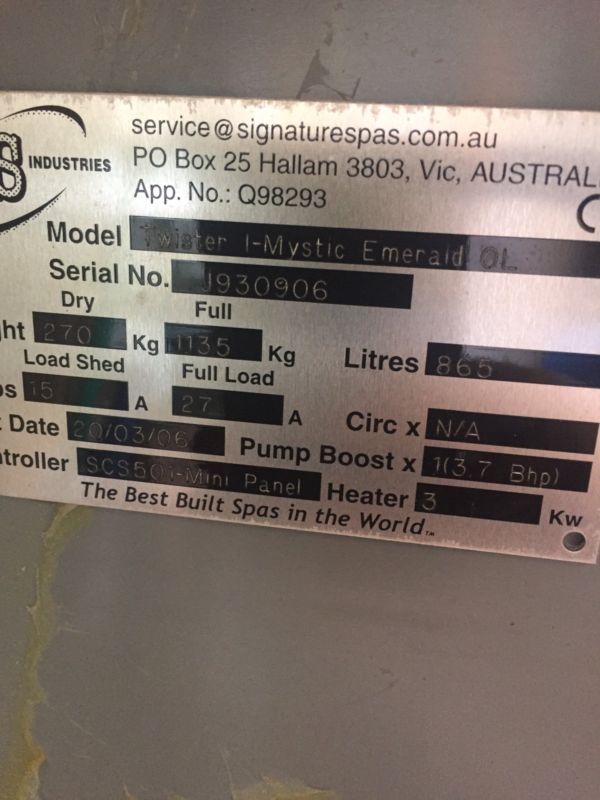 service@signaturespas.com.au
INDUSTRIES PO Box 25 Hallam 3803, Vic, AUSTRAL
App. No.: Q98293
Model Twister I-Mystic Emerald OL
Serial No. J930906
Dry Full
ht 270 Kg 1135 Kg Litres 865
Load Shed Full Load
ps 15 A 27 A Circ x N/A
Date 20/03/06 Pump Boost x 1(3.7 Bhp)
ntroller SCS501-Mini Panel Heater 3 Kw
The Best Built Spas in the World™